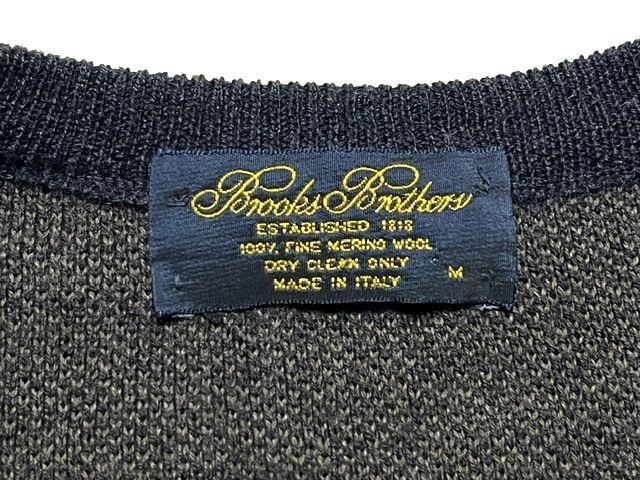 Brooks Brothers
ESTABLISHED 1818
100% FINE MERINO WOOL
DRY CLEAN ONLY
MADE IN ITALY
M